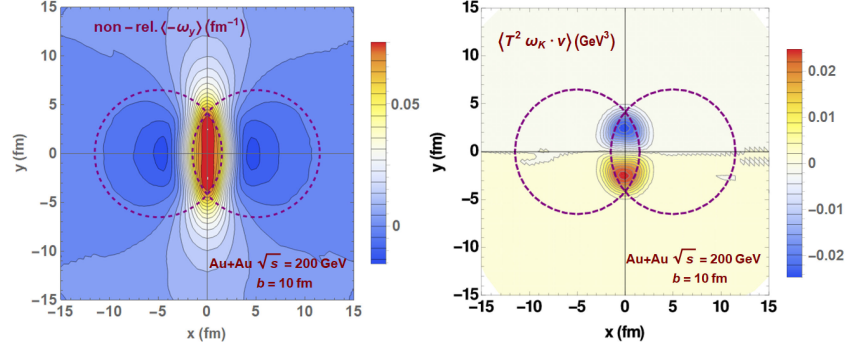 non – rel. ⟨−ω_y⟩ (fm⁻¹)
Au+Au √s = 200 GeV
b = 10 fm
15
10
5
0
−5
−10
−15
−15 −10 −5 0 5 10 15
x (fm)
y (fm)
0.05
0
⟨T² ω_K · v⟩ (GeV³)
Au+Au √s = 200 GeV
b = 10 fm
15
10
5
0
−5
−10
−15
−15 −10 −5 0 5 10 15
x (fm)
y (fm)
0.02
0.01
0
−0.01
−0.02